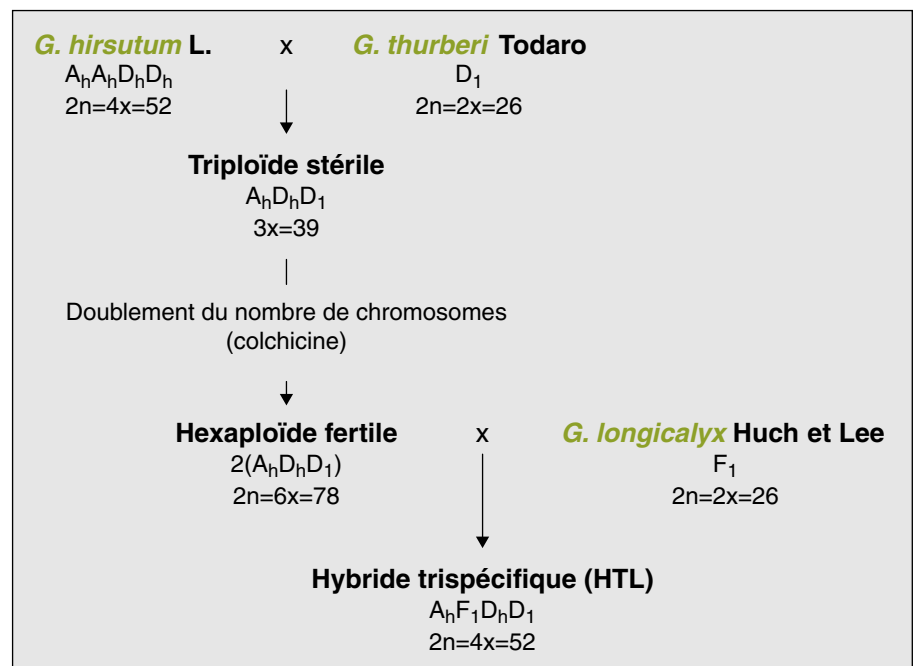 G. hirsutum L. x G. thurberi Todaro
AₕAₕDₕDₕ D₁
2n=4x=52 2n=2x=26
Triploïde stérile
AₕDₕD₁
3x=39
Doublement du nombre de chromosomes
(colchicine)
Hexaploïde fertile x G. longicalyx Huch et Lee
2(AₕDₕD₁) F₁
2n=6x=78 2n=2x=26
Hybride trispécifique (HTL)
AₕF₁DₕD₁
2n=4x=52